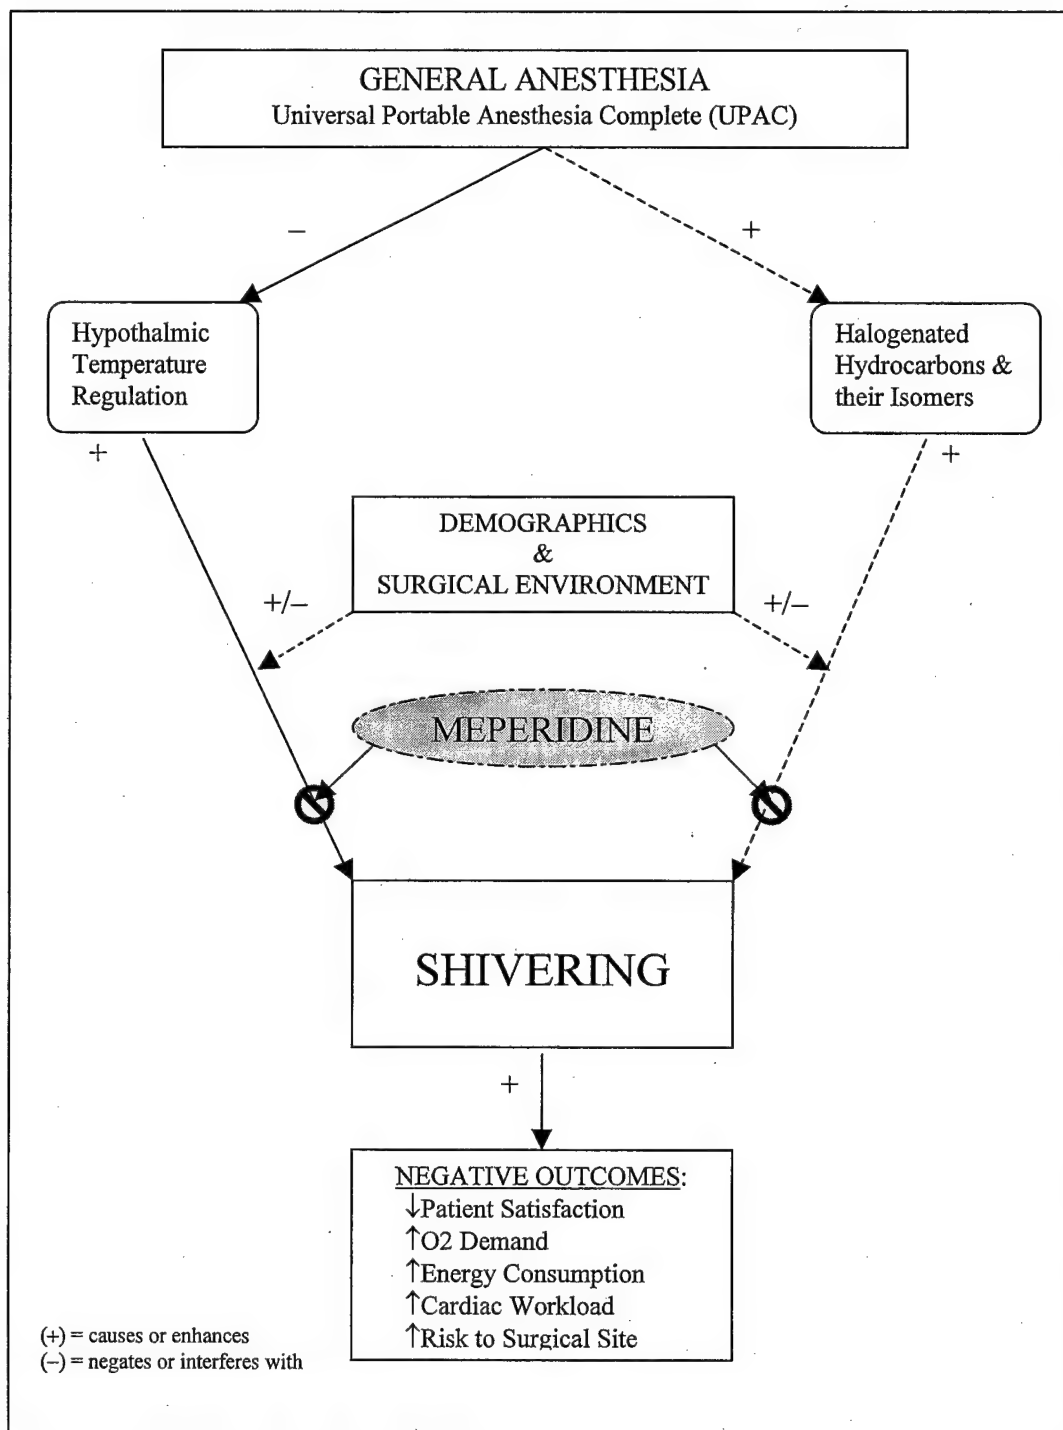 GENERAL ANESTHESIA
Universal Portable Anesthesia Complete (UPAC)
–
+
Hypothalmic
Temperature
Regulation
Halogenated
Hydrocarbons &
their Isomers
+
+
DEMOGRAPHICS
&
SURGICAL ENVIRONMENT
+/–
+/–
MEPERIDINE
SHIVERING
+
NEGATIVE OUTCOMES:
↓Patient Satisfaction
↑O2 Demand
↑Energy Consumption
↑Cardiac Workload
↑Risk to Surgical Site
(+) = causes or enhances
(–) = negates or interferes with